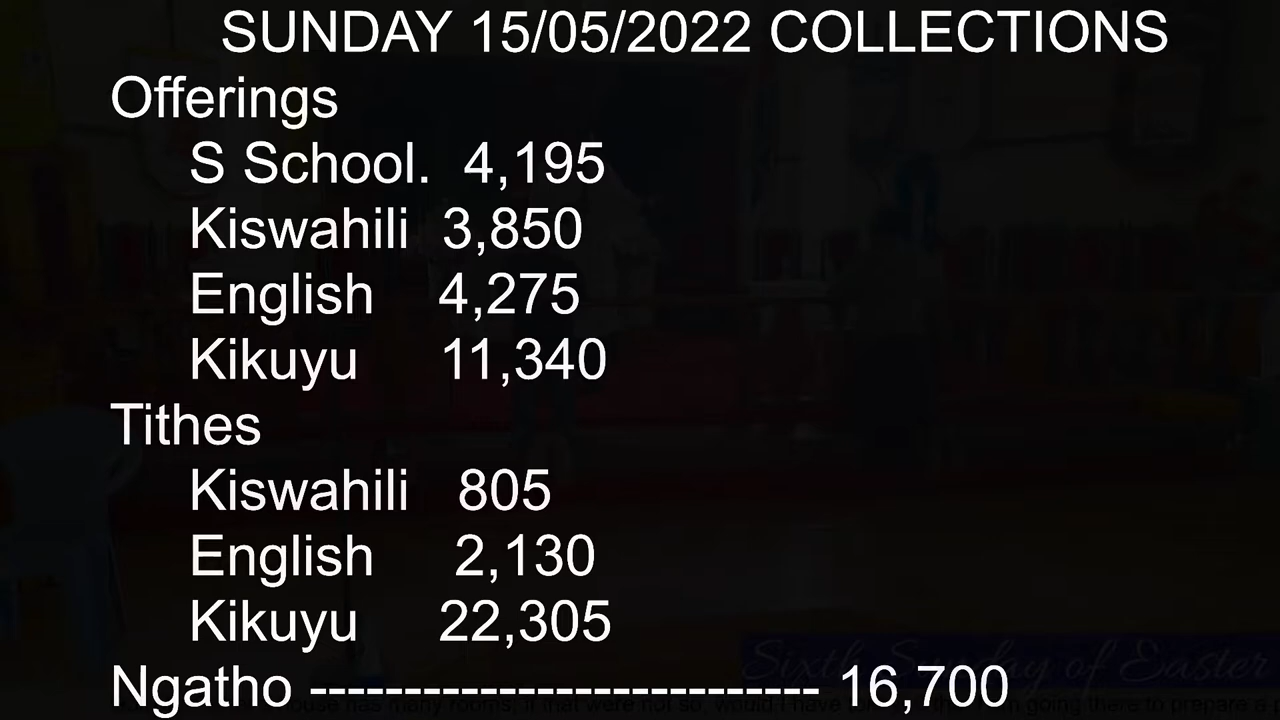 SUNDAY 15/05/2022 COLLECTIONS
Offerings
S School. 4,195
Kiswahili 3,850
English 4,275
Kikuyu 11,340
Tithes
Kiswahili 805
English 2,130
Kikuyu 22,305
Sixth Sunday of Easter
Ngatho --------------------------- 16,700